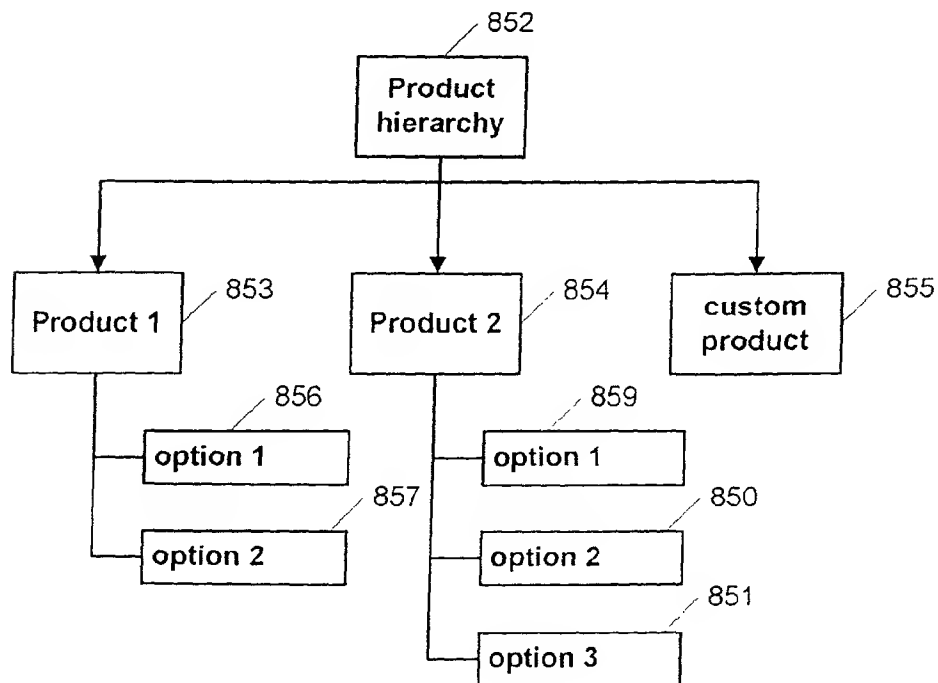 852
Product
hierarchy
853
854
855
Product 1
Product 2
custom
product
856
859
option 1
option 1
857
850
option 2
option 2
851
option 3